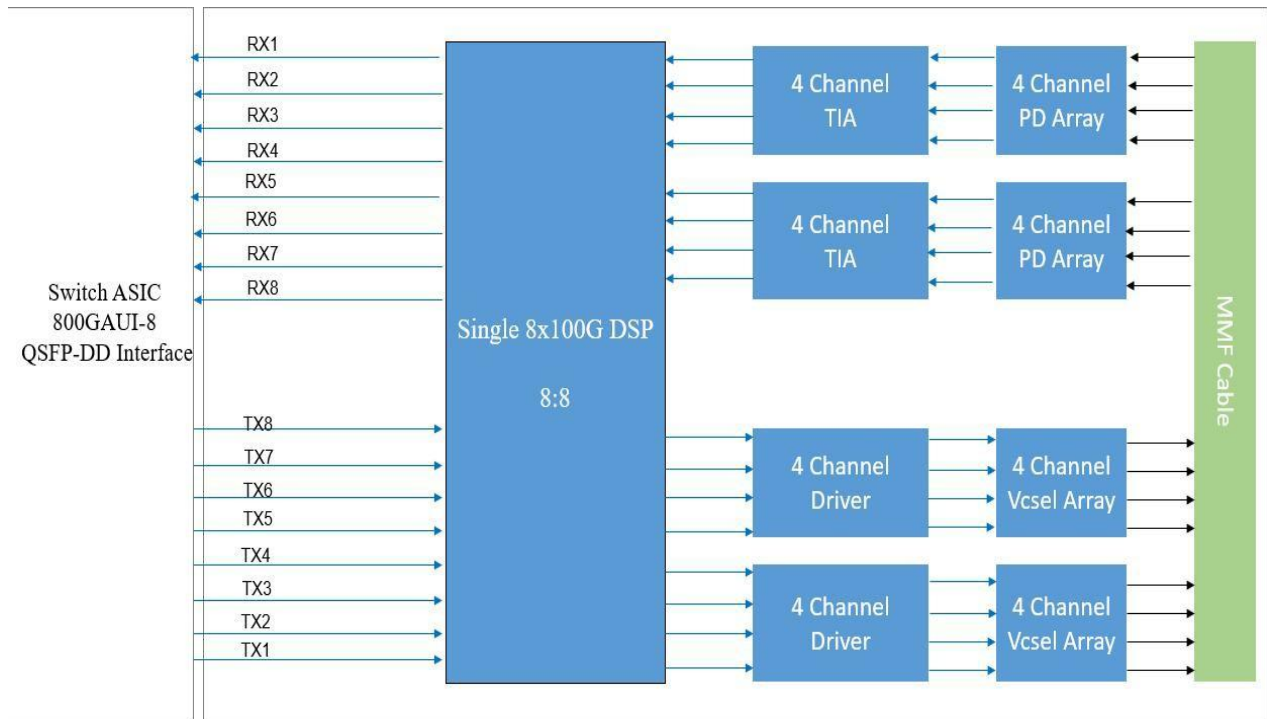 Switch ASIC
800GAUI-8
QSFP-DD Interface
RX1
RX2
RX3
RX4
RX5
RX6
RX7
RX8
TX8
TX7
TX6
TX5
TX4
TX3
TX2
TX1
Single 8x100G DSP
8:8
4 Channel
TIA
4 Channel
PD Array
4 Channel
TIA
4 Channel
PD Array
4 Channel
Driver
4 Channel
Vcsel Array
4 Channel
Driver
4 Channel
Vcsel Array
MMF Cable